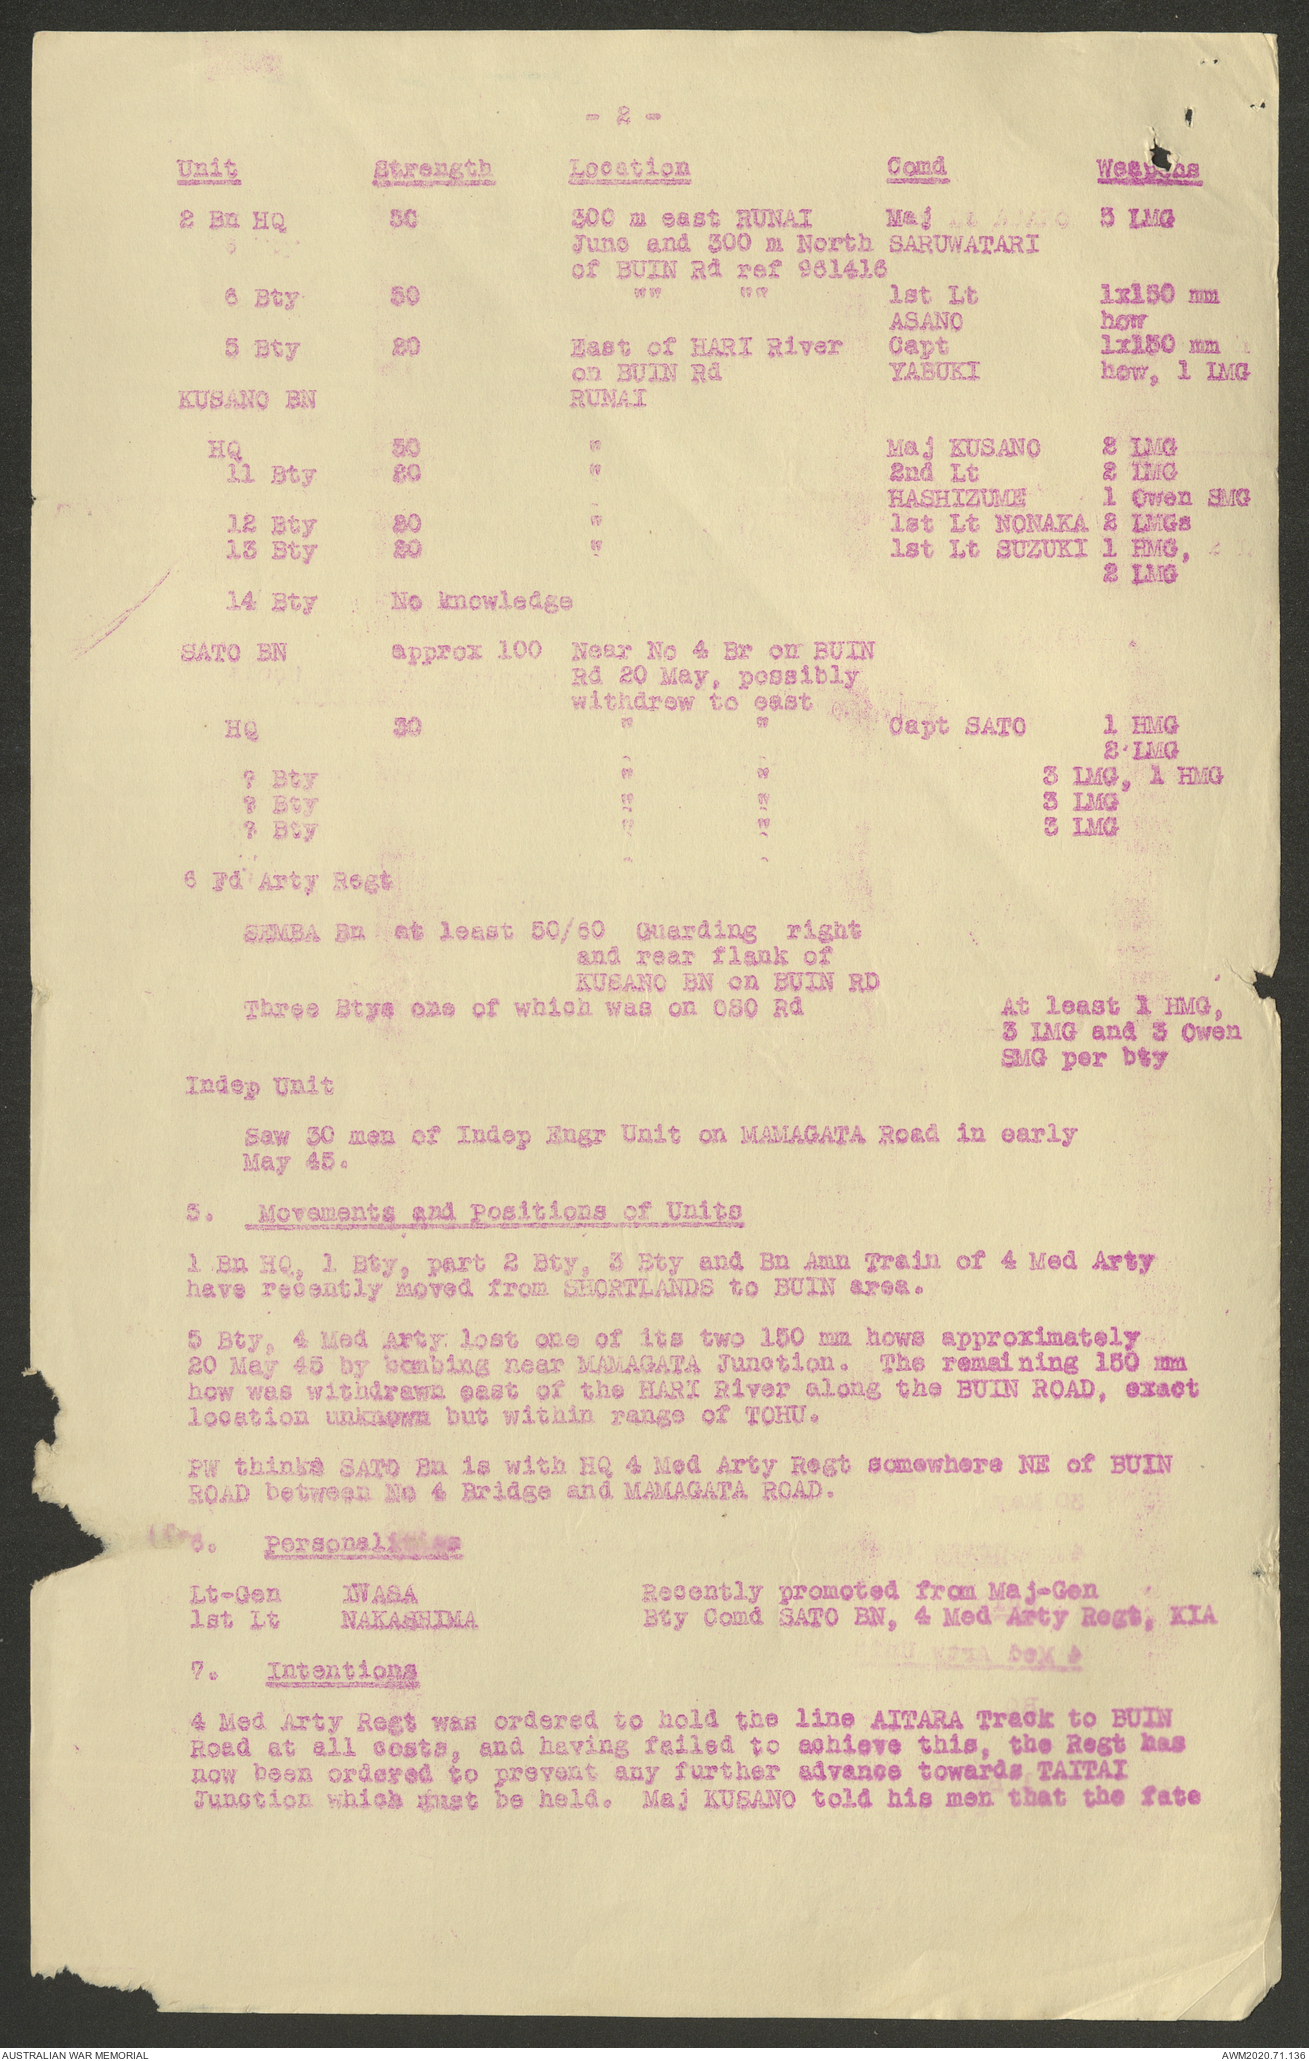 - 2 -
Unit Strength Location Comd Weapons
2 Bn HQ 50 300 m east RUNAI Maj 3 LMG
Junc and 300 m North SARUWATARI
of BUIN Rd ref 961416
6 Bty 50 "" "" 1st Lt 1x150 mm
ASANO how
5 Bty 80 East of HARI River Capt 1x150 mm
on BUIN Rd YABUKI how, 1 LMG
KUSANO BN RUNAI
HQ 50 " Maj KUSANO 2 LMG
11 Bty 80 " 2nd Lt 2 LMG
HASHIZUME 1 Owen SMG
12 Bty 80 " 1st Lt NONAKA 2 LMGs
13 Bty 80 " 1st Lt SUZUKI 1 HMG,
2 LMG
14 Bty No knowledge
SATO BN approx 100 Near No 4 Br on BUIN
Rd 20 May, possibly
withdrew to east
HQ 30 " " Capt SATO 1 HMG
2 LMG
? Bty " " 3 LMG, 1 HMG
? Bty " " 3 LMG
? Bty " " 3 LMG
6 Fd Arty Regt
SEMBA Bn at least 50/60 Guarding right
and rear flank of
KUSANO BN on BUIN RD
Three Btys one of which was on OSO Rd At least 1 HMG,
3 LMG and 3 Owen
SMG per bty
Indep Unit
Saw 30 men of Indep Engr Unit on MAMAGATA Road in early
May 45.
5. Movements and Positions of Units
1 Bn HQ, 1 Bty, part 2 Bty, 3 Bty and Bn Amn Train of 4 Med Arty
have recently moved from SHORTLANDS to BUIN area.
5 Bty, 4 Med Arty lost one of its two 150 mm hows approximately
20 May 45 by bombing near MAMAGATA Junction. The remaining 150 mm
how was withdrawn east of the HARI River along the BUIN ROAD, exact
location unknown but within range of TOHU.
PW thinks SATO Bn is with HQ 4 Med Arty Regt somewhere NE of BUIN
ROAD between No 4 Bridge and MAMAGATA ROAD.
6. Personalities
Lt-Gen IWASA Recently promoted from Maj-Gen
1st Lt NAKASHIMA Bty Comd SATO BN, 4 Med Arty Regt, KIA
7. Intentions
4 Med Arty Regt was ordered to hold the line AITARA Track to BUIN
Road at all costs, and having failed to achieve this, the Regt has
now been ordered to prevent any further advance towards TAITAI
Junction which must be held. Maj KUSANO told his men that the fate
AUSTRALIAN WAR MEMORIAL AWM2020.71.136